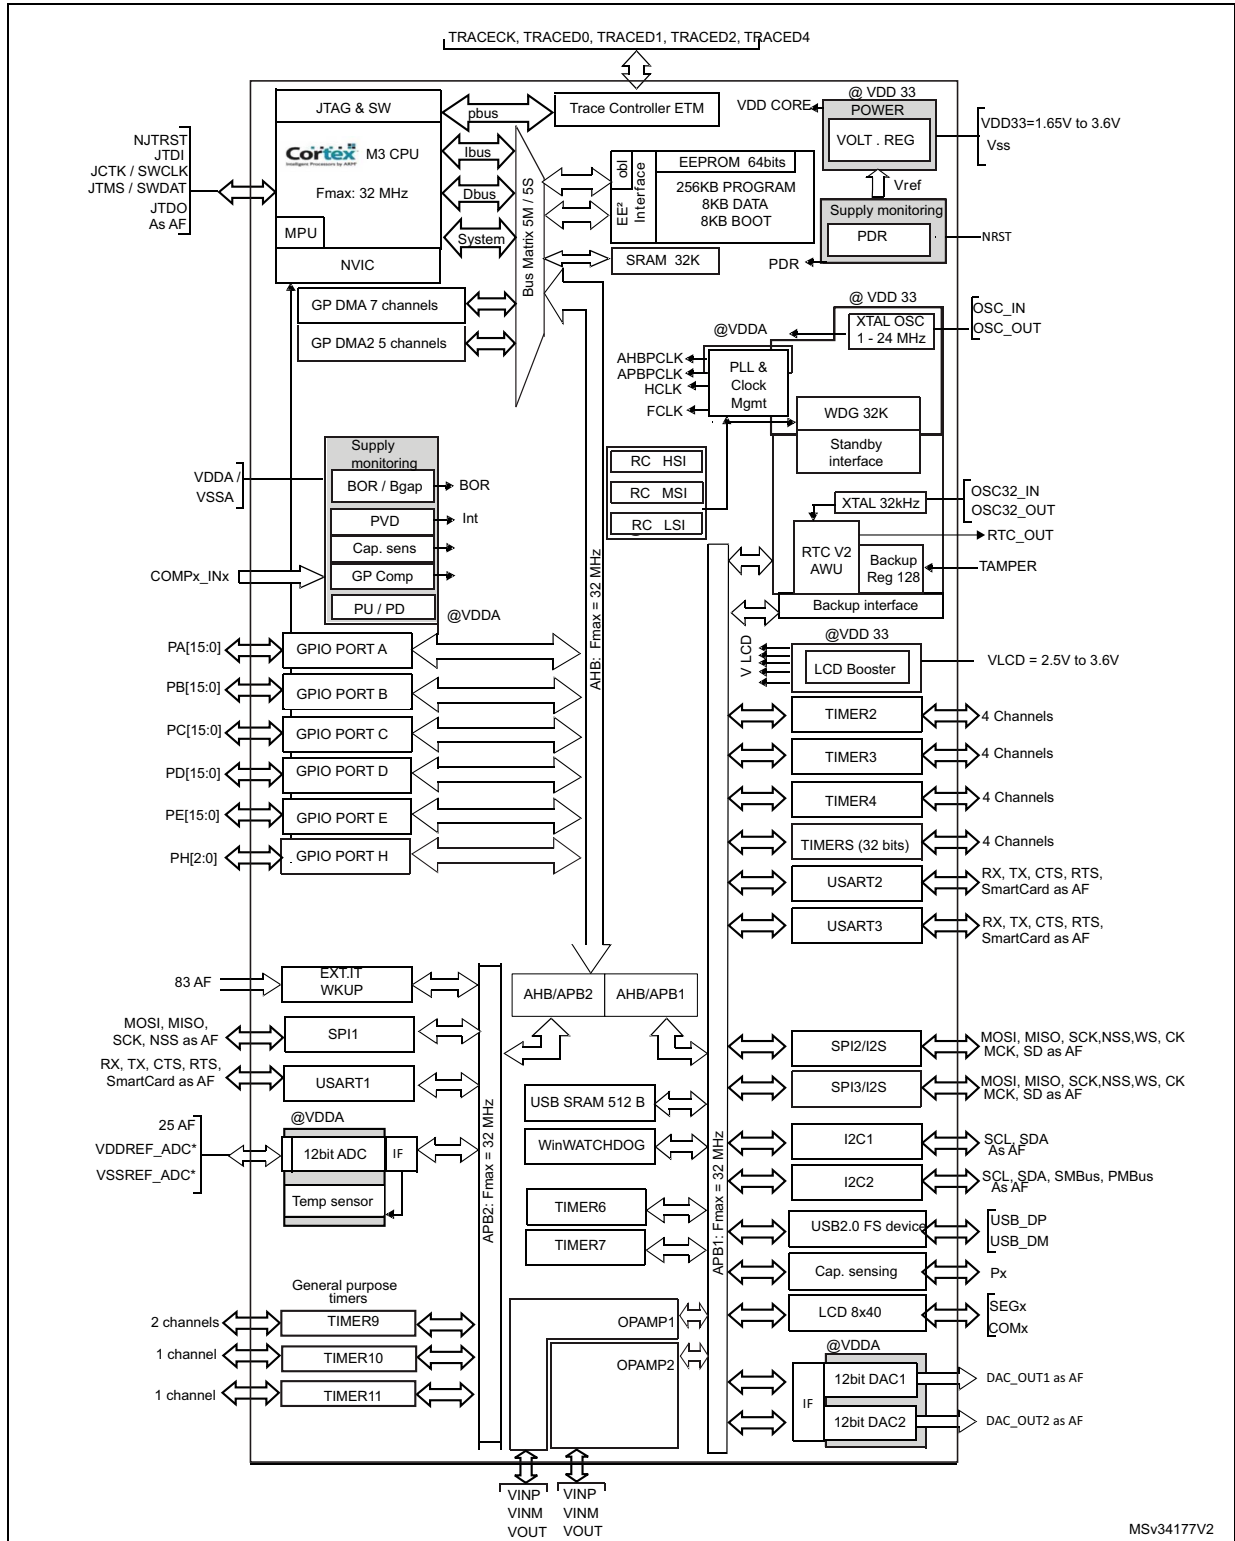 TRACECK, TRACED0, TRACED1, TRACED2, TRACED4
JTAG & SW
pbus
Trace Controller ETM
VDD CORE
@ VDD 33
POWER
VOLT . REG
VDD33=1.65V to 3.6V
Vss
NJTRST
JTDI
JCTK / SWCLK
JTMS / SWDAT
JTDO
As AF
Cortex
Intelligent Processors by ARM
M3 CPU
Fmax: 32 MHz
MPU
NVIC
Ibus
Dbus
System
Bus Matrix 5M / 5S
EE² Interface
obl
EEPROM 64bits
256KB PROGRAM
8KB DATA
8KB BOOT
SRAM 32K
Vref
Supply monitoring
PDR
NRST
PDR
GP DMA 7 channels
GP DMA2 5 channels
@ VDD 33
XTAL OSC
1 - 24 MHz
OSC_IN
OSC_OUT
@VDDA
AHBPCLK
APBPCLK
HCLK
FCLK
PLL &
Clock
Mgmt
WDG 32K
Standby
interface
RC HSI
RC MSI
RC LSI
VDDA /
VSSA
Supply
monitoring
BOR / Bgap
BOR
PVD
Int
Cap. sens
COMPx_INx
GP Comp
PU / PD
@VDDA
XTAL 32kHz
OSC32_IN
OSC32_OUT
RTC V2
AWU
RTC_OUT
Backup
Reg 128
TAMPER
Backup interface
AHB: Fmax = 32 MHz
PA[15:0]
GPIO PORT A
PB[15:0]
GPIO PORT B
PC[15:0]
GPIO PORT C
PD[15:0]
GPIO PORT D
PE[15:0]
GPIO PORT E
PH[2:0]
GPIO PORT H
@VDD 33
V LCD
LCD Booster
VLCD = 2.5V to 3.6V
TIMER2
4 Channels
TIMER3
4 Channels
TIMER4
4 Channels
TIMERS (32 bits)
4 Channels
USART2
RX, TX, CTS, RTS,
SmartCard as AF
USART3
RX, TX, CTS, RTS,
SmartCard as AF
83 AF
EXT.IT
WKUP
AHB/APB2
AHB/APB1
MOSI, MISO,
SCK, NSS as AF
SPI1
RX, TX, CTS, RTS,
SmartCard as AF
USART1
@VDDA
25 AF
VDDREF_ADC*
VSSREF_ADC*
12bit ADC
IF
Temp sensor
APB2: Fmax = 32 MHz
USB SRAM 512 B
WinWATCHDOG
TIMER6
TIMER7
APB1: Fmax = 32 MHz
SPI2/I2S
MOSI, MISO, SCK,NSS,WS, CK
MCK, SD as AF
SPI3/I2S
MOSI, MISO, SCK,NSS,WS, CK
MCK, SD as AF
I2C1
SCL, SDA
As AF
I2C2
SCL, SDA, SMBus, PMBus
As AF
USB2.0 FS device
USB_DP
USB_DM
Cap. sensing
Px
LCD 8x40
SEGx
COMx
General purpose
timers
2 channels
TIMER9
1 channel
TIMER10
1 channel
TIMER11
OPAMP1
OPAMP2
@VDDA
IF
12bit DAC1
DAC_OUT1 as AF
12bit DAC2
DAC_OUT2 as AF
VINP
VINM
VOUT
VINP
VINM
VOUT
MSv34177V2